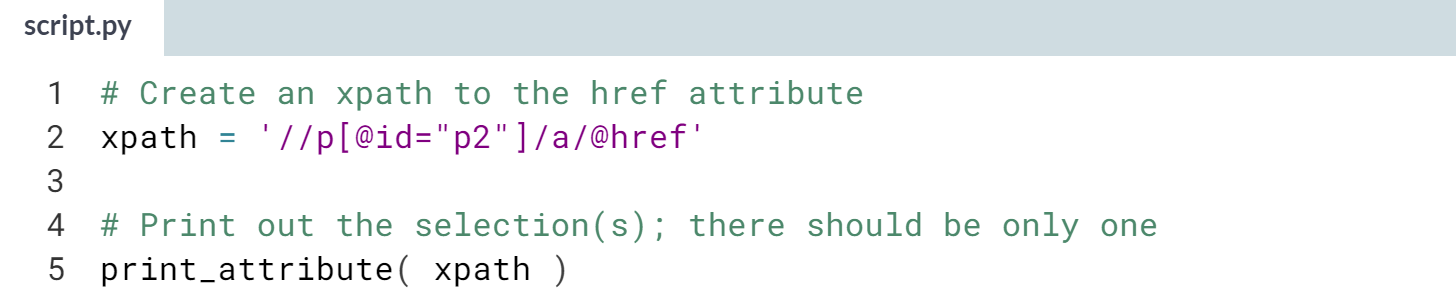 script.py
1 # Create an xpath to the href attribute
2 xpath = '//p[@id="p2"]/a/@href'
3
4 # Print out the selection(s); there should be only one
5 print_attribute( xpath )